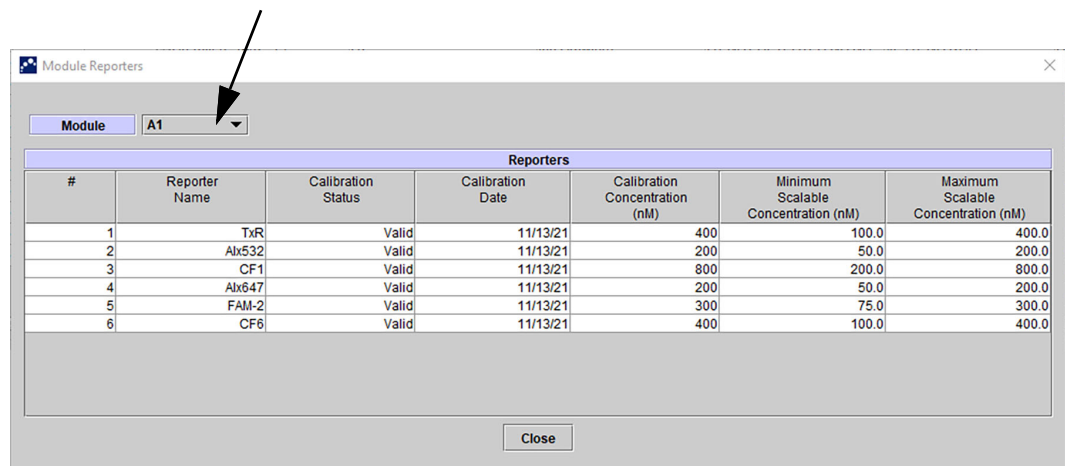 Module Reporters
Module A1
Reporters
# Reporter Name Calibration Status Calibration Date Calibration Concentration (nM) Minimum Scalable Concentration (nM) Maximum Scalable Concentration (nM)
1 TxR Valid 11/13/21 400 100.0 400.0
2 Alx532 Valid 11/13/21 200 50.0 200.0
3 CF1 Valid 11/13/21 800 200.0 800.0
4 Alx647 Valid 11/13/21 200 50.0 200.0
5 FAM-2 Valid 11/13/21 300 75.0 300.0
6 CF6 Valid 11/13/21 400 100.0 400.0
Close